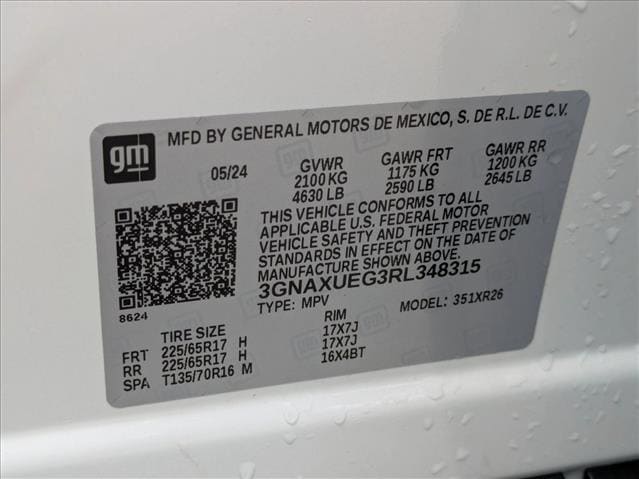 gm
MFD BY GENERAL MOTORS DE MEXICO, S. DE R.L. DE C.V.
05/24 GVWR GAWR FRT GAWR RR
2100 KG 1175 KG 1200 KG
4630 LB 2590 LB 2645 LB
THIS VEHICLE CONFORMS TO ALL
APPLICABLE U.S. FEDERAL MOTOR
VEHICLE SAFETY AND THEFT PREVENTION
STANDARDS IN EFFECT ON THE DATE OF
MANUFACTURE SHOWN ABOVE.
3GNAXUEG3RL348315
8624
TYPE: MPV MODEL: 351XR26
TIRE SIZE RIM
FRT 225/65R17 H 17X7J
RR 225/65R17 H 17X7J
SPA T135/70R16 M 16X4BT